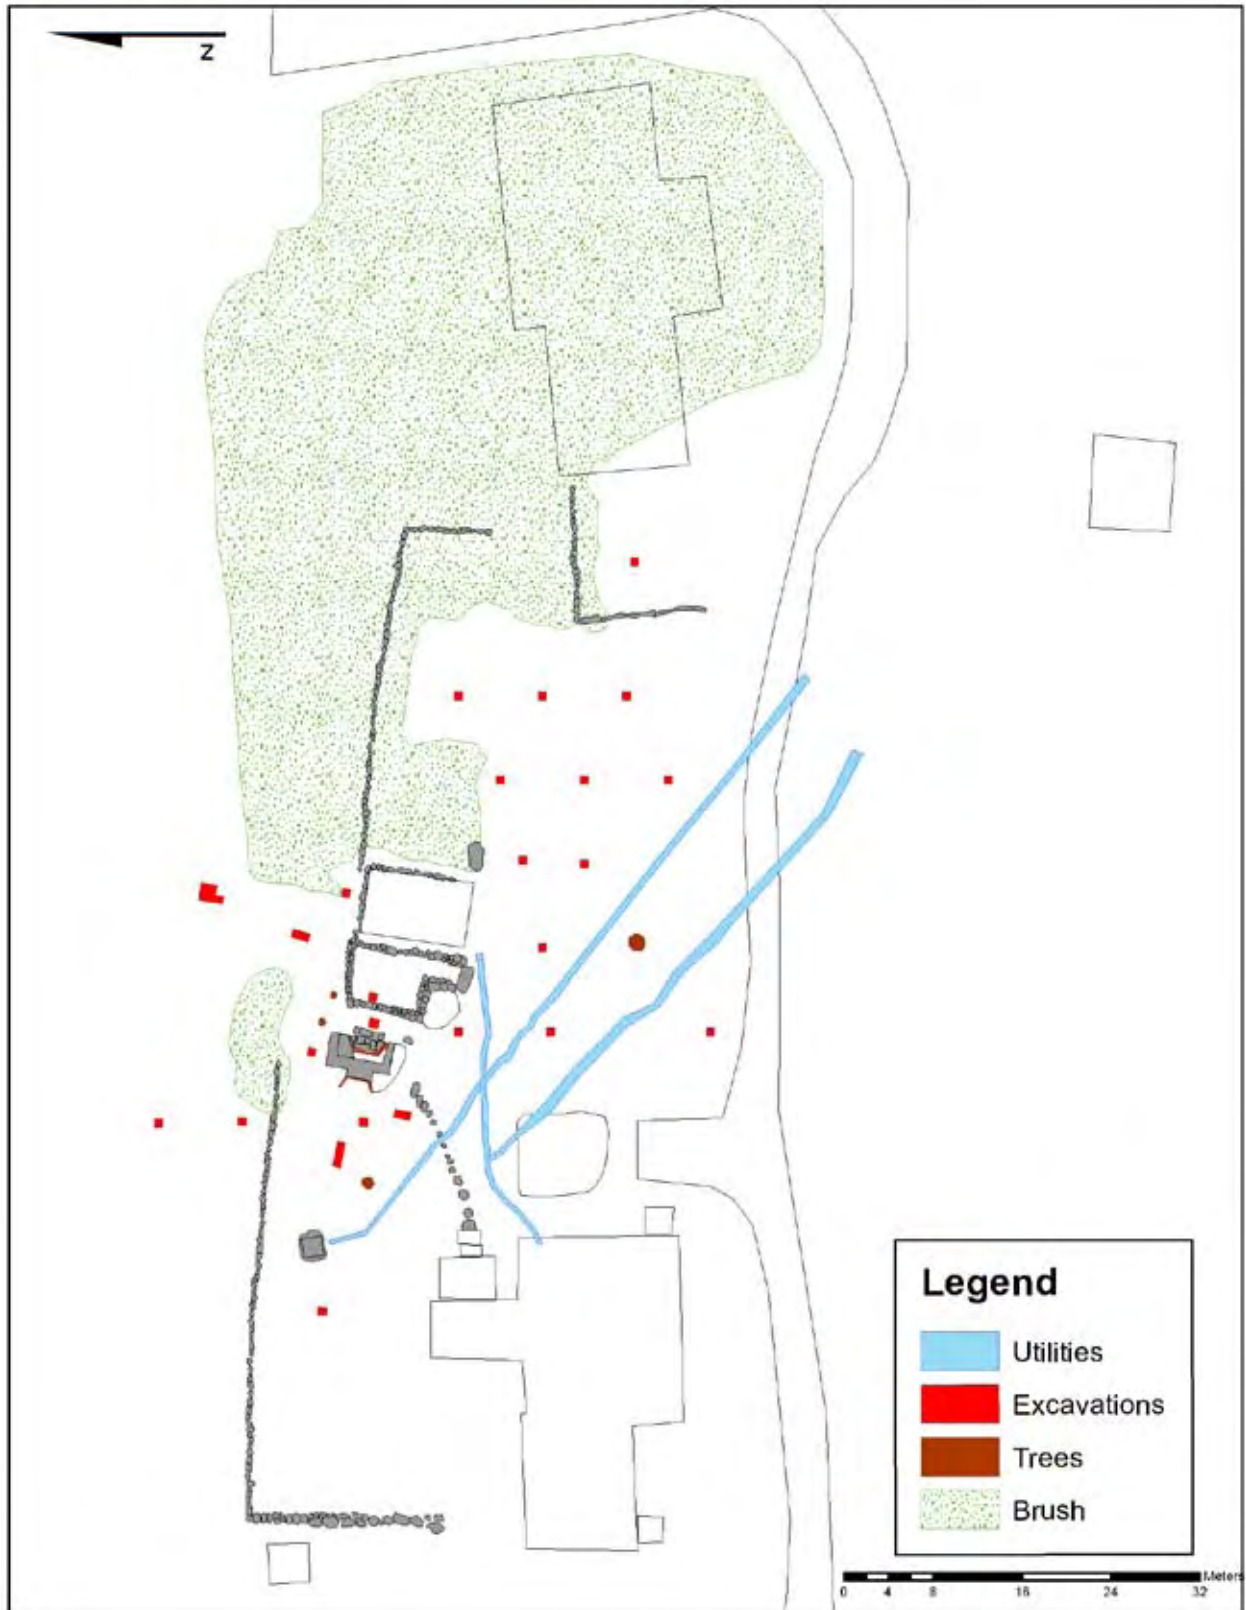 N
Legend
Utilities
Excavations
Trees
Brush
Meters
0 4 8 16 24 32